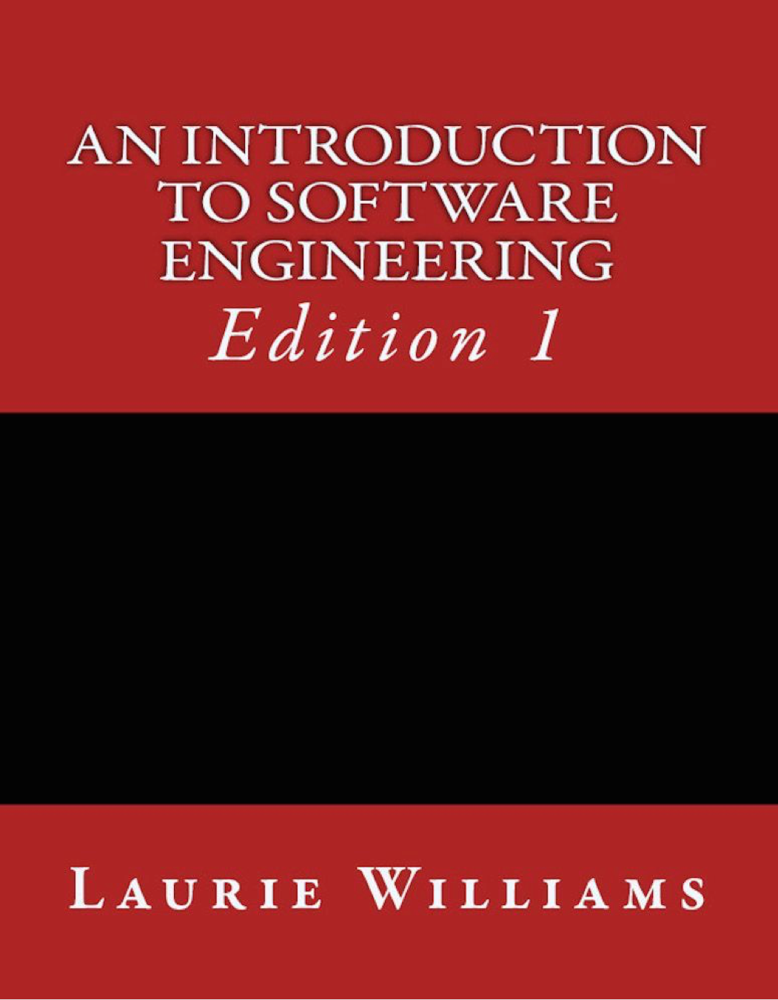 AN INTRODUCTION
TO SOFTWARE
ENGINEERING
Edition 1
LAURIE WILLIAMS